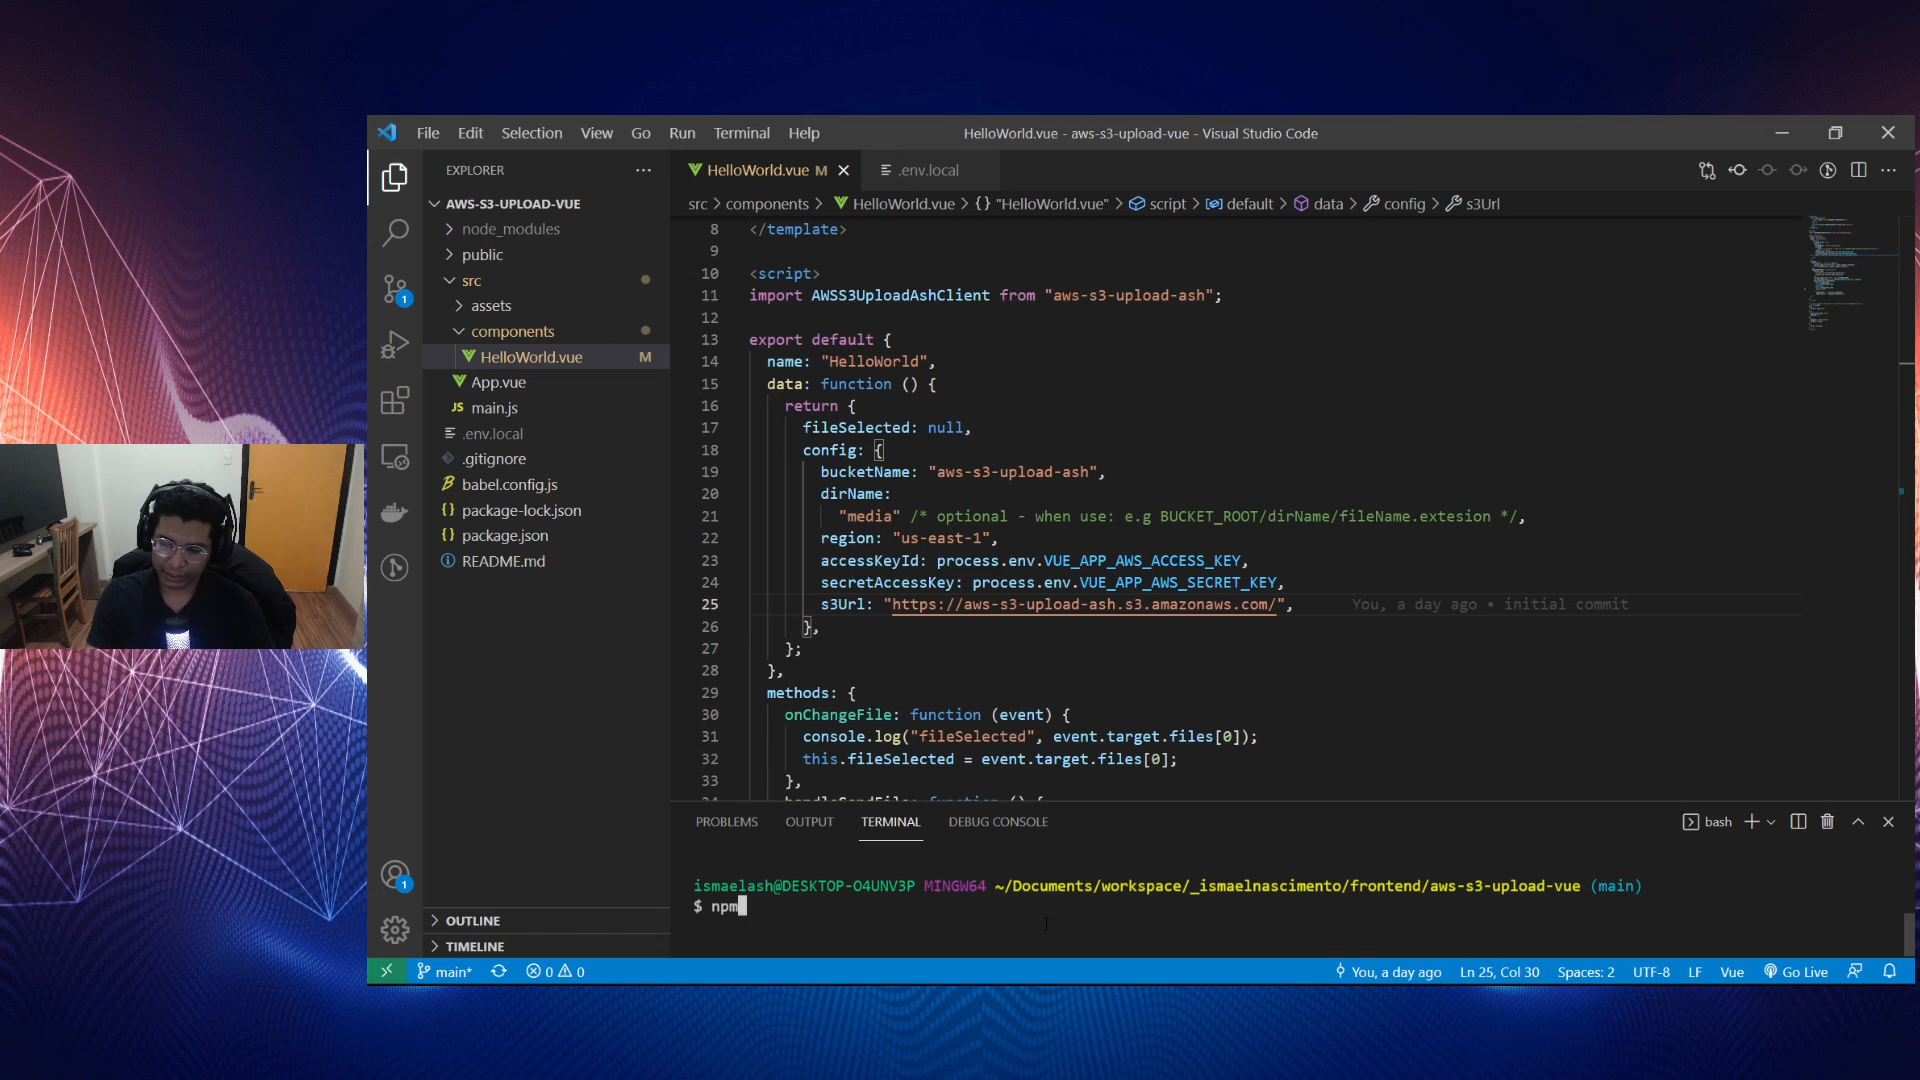 File Edit Selection View Go Run Terminal Help
HelloWorld.vue - aws-s3-upload-vue - Visual Studio Code
EXPLORER
AWS-S3-UPLOAD-VUE
node_modules
public
src
assets
components
HelloWorld.vue M
App.vue
JS main.js
.env.local
.gitignore
babel.config.js
package-lock.json
package.json
README.md
OUTLINE
TIMELINE
1
1
HelloWorld.vue M
.env.local
src > components > HelloWorld.vue > {} "HelloWorld.vue" > script > default > data > config > s3Url
8 </template>
9
10 <script>
11 import AWSS3UploadAshClient from "aws-s3-upload-ash";
12
13 export default {
14 name: "HelloWorld",
15 data: function () {
16 return {
17 fileSelected: null,
18 config: {
19 bucketName: "aws-s3-upload-ash",
20 dirName:
21 "media" /* optional - when use: e.g BUCKET_ROOT/dirName/fileName.extesion */,
22 region: "us-east-1",
23 accessKeyId: process.env.VUE_APP_AWS_ACCESS_KEY,
24 secretAccessKey: process.env.VUE_APP_AWS_SECRET_KEY,
25 s3Url: "https://aws-s3-upload-ash.s3.amazonaws.com/", You, a day ago • initial commit
26 },
27 };
28 },
29 methods: {
30 onChangeFile: function (event) {
31 console.log("fileSelected", event.target.files[0]);
32 this.fileSelected = event.target.files[0];
33 },
34 handleSendFile: function () {
PROBLEMS OUTPUT TERMINAL DEBUG CONSOLE
bash
ismaelash@DESKTOP-O4UNV3P MINGW64 ~/Documents/workspace/_ismaelnascimento/frontend/aws-s3-upload-vue (main)
$ npm
main* 0 0 You, a day ago Ln 25, Col 30 Spaces: 2 UTF-8 LF Vue Go Live